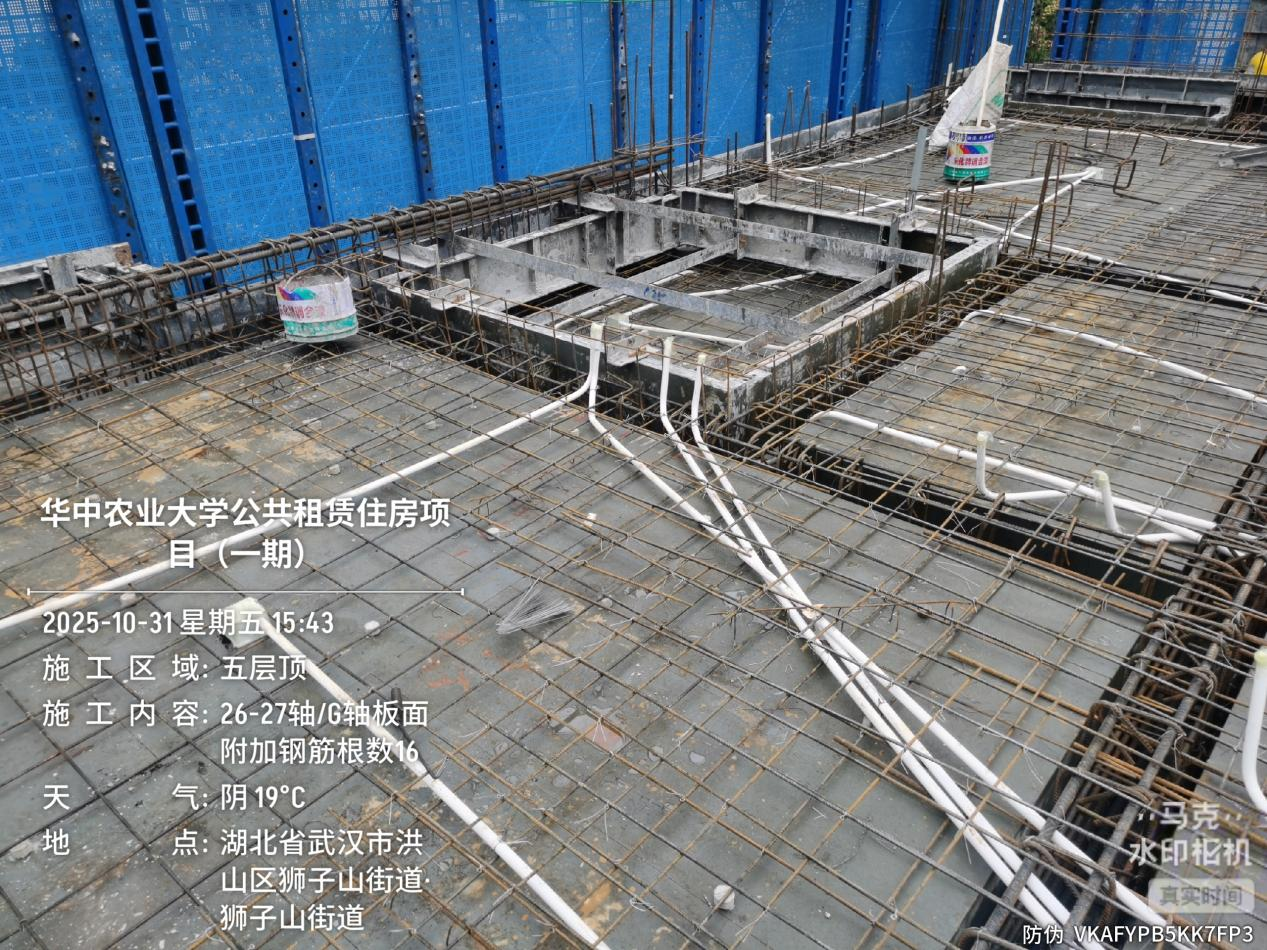 华中农业大学公共租赁住房项
目（一期）
2025-10-31 星期五 15:43
施工区域: 五层顶
施工内容: 26-27轴/G轴板面
附加钢筋根数16
天气: 阴 19°C
地点: 湖北省武汉市洪
山区狮子山街道·
狮子山街道
马克
水印相机
真实时间
防伪 VKAFYPB5KK7FP3